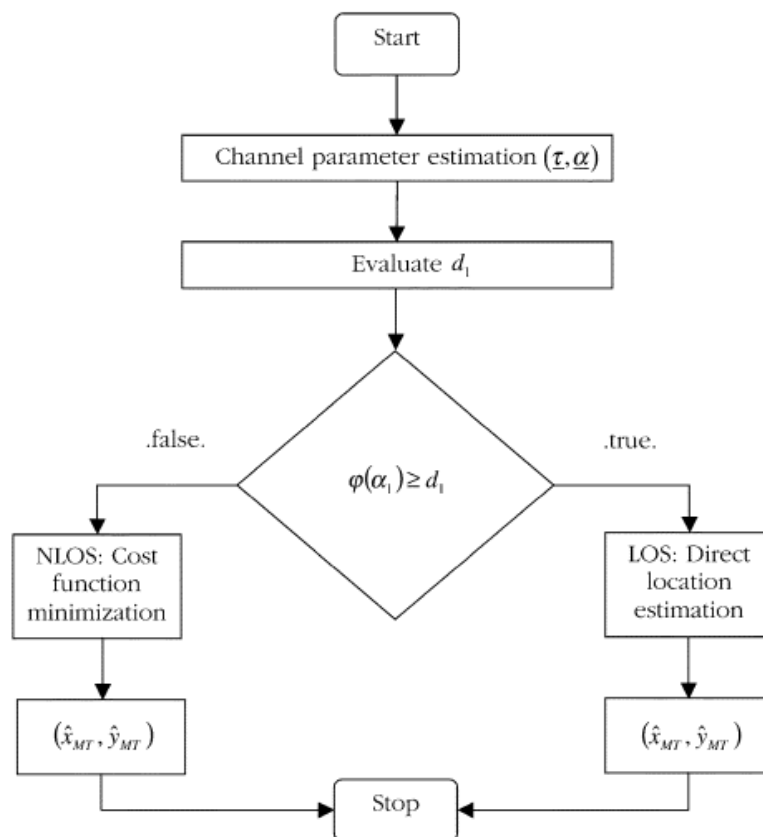 Start
Channel parameter estimation (τ̲,α̲)
Evaluate d₁
.false.
.true.
φ(α₁) ≥ d₁
NLOS: Cost
function
minimization
LOS: Direct
location
estimation
(x̂_MT, ŷ_MT)
(x̂_MT, ŷ_MT)
Stop